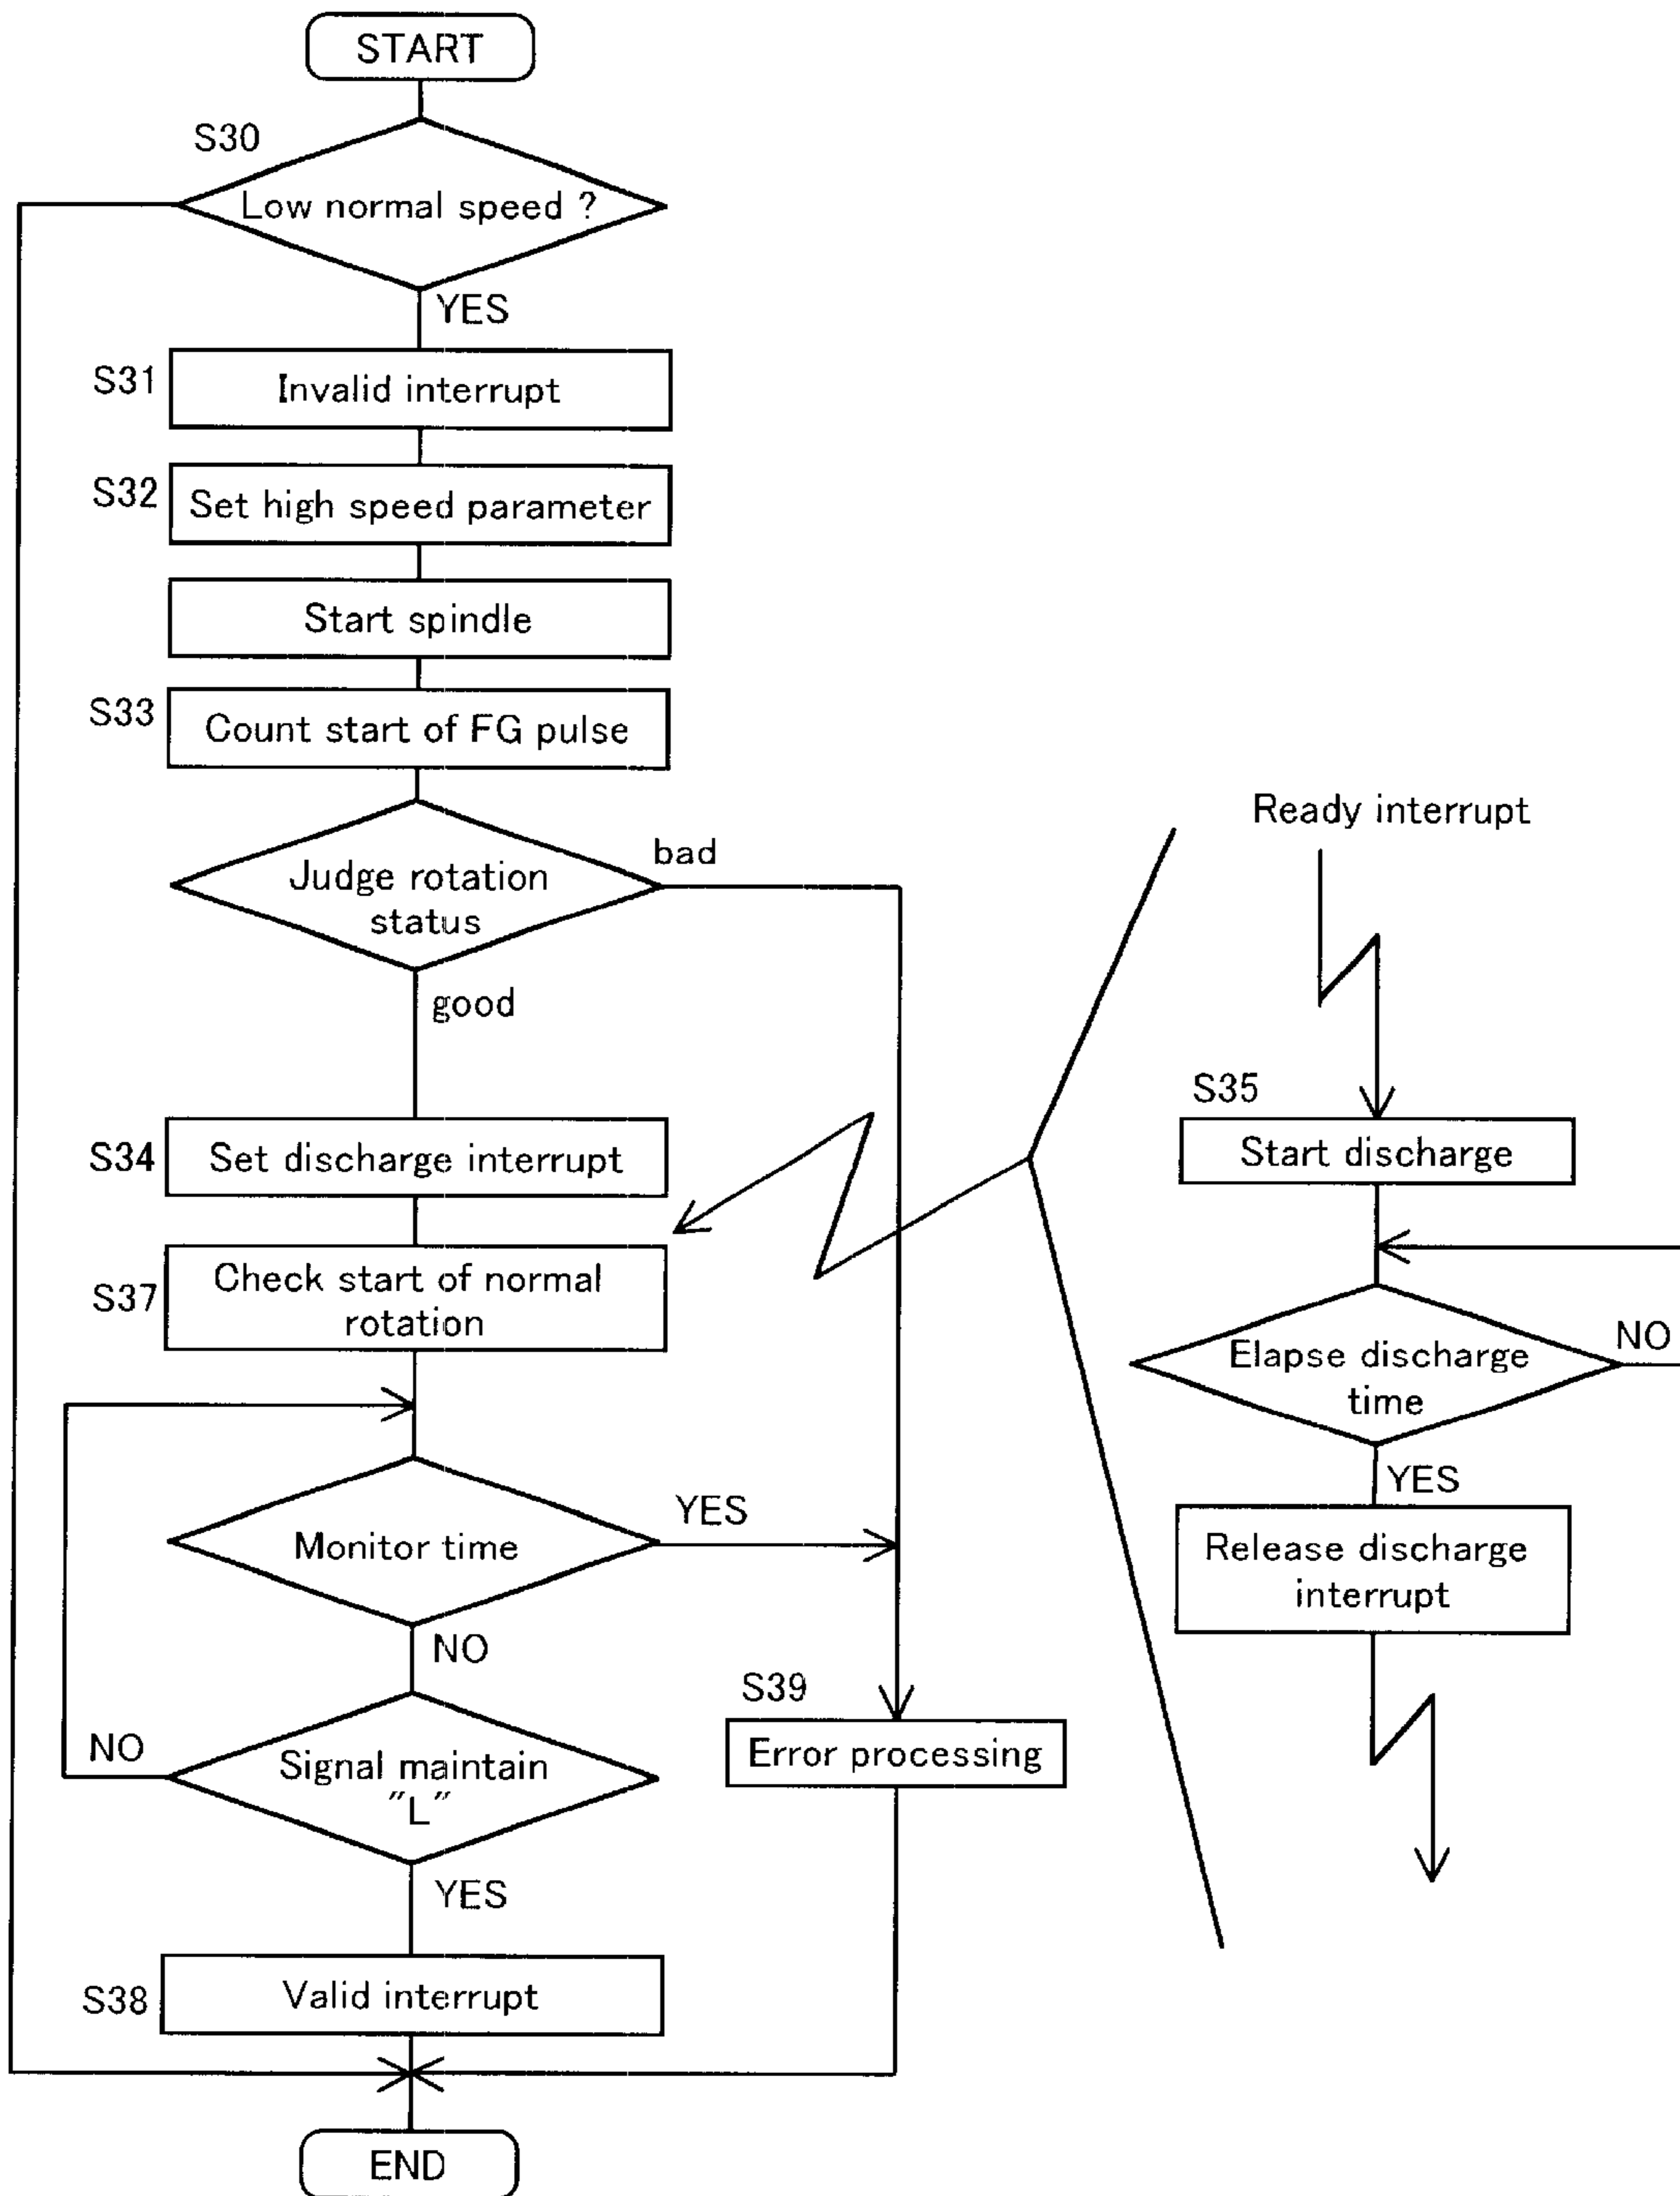 START
S30
Low normal speed ?
YES
S31
Invalid interrupt
S32
Set high speed parameter
Start spindle
S33
Count start of FG pulse
Judge rotation
status
bad
good
S34
Set discharge interrupt
S37
Check start of normal
rotation
Monitor time
YES
NO
Signal maintain
"L"
NO
YES
S39
Error processing
S38
Valid interrupt
END
Ready interrupt
S35
Start discharge
Elapse discharge
time
NO
YES
Release discharge
interrupt